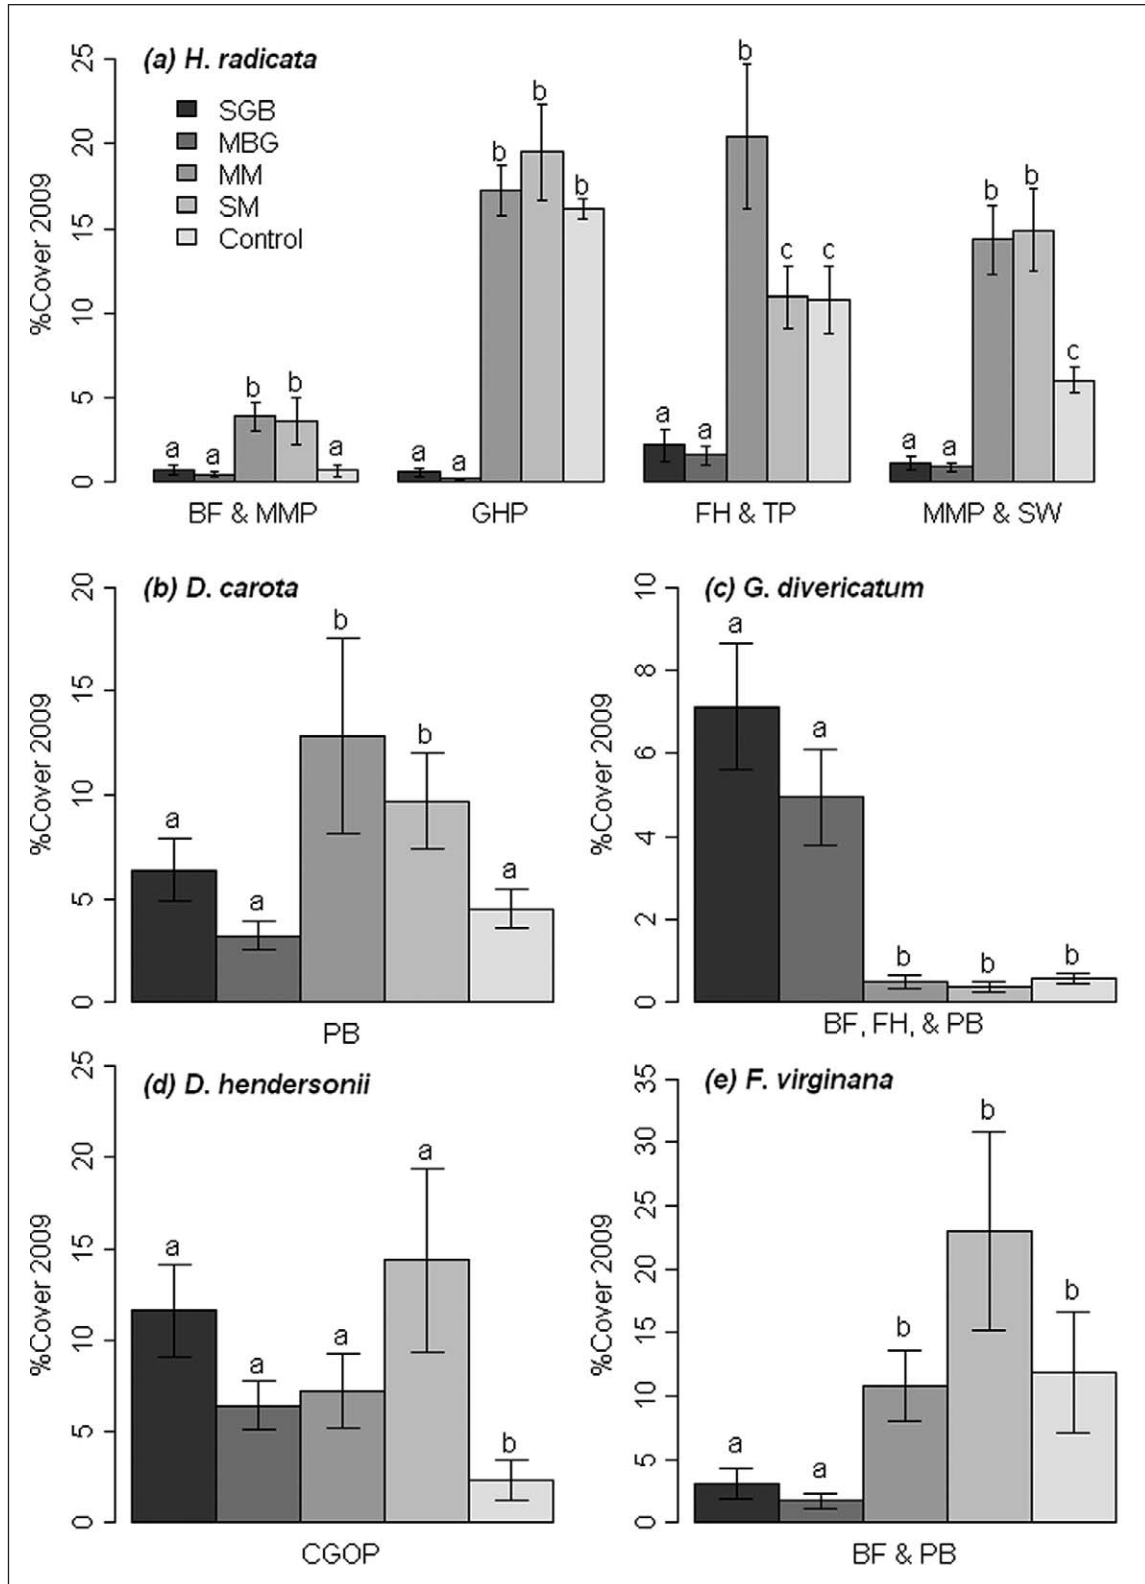 (a) H. radicata
SGB
MBG
MM
SM
Control
%Cover 2009
25
20
15
10
5
0
a a b b a
a a b b b
a a b c c
a a b b c
BF & MMP GHP FH & TP MMP & SW
(b) D. carota
%Cover 2009
20
15
10
5
0
a a b b a
PB
(c) G. divericatum
%Cover 2009
10
8
6
4
2
0
a a b b b
BF, FH, & PB
(d) D. hendersonii
%Cover 2009
25
20
15
10
5
0
a a a a b
CGOP
(e) F. virginana
%Cover 2009
35
30
25
20
15
10
5
0
a a b b b
BF & PB